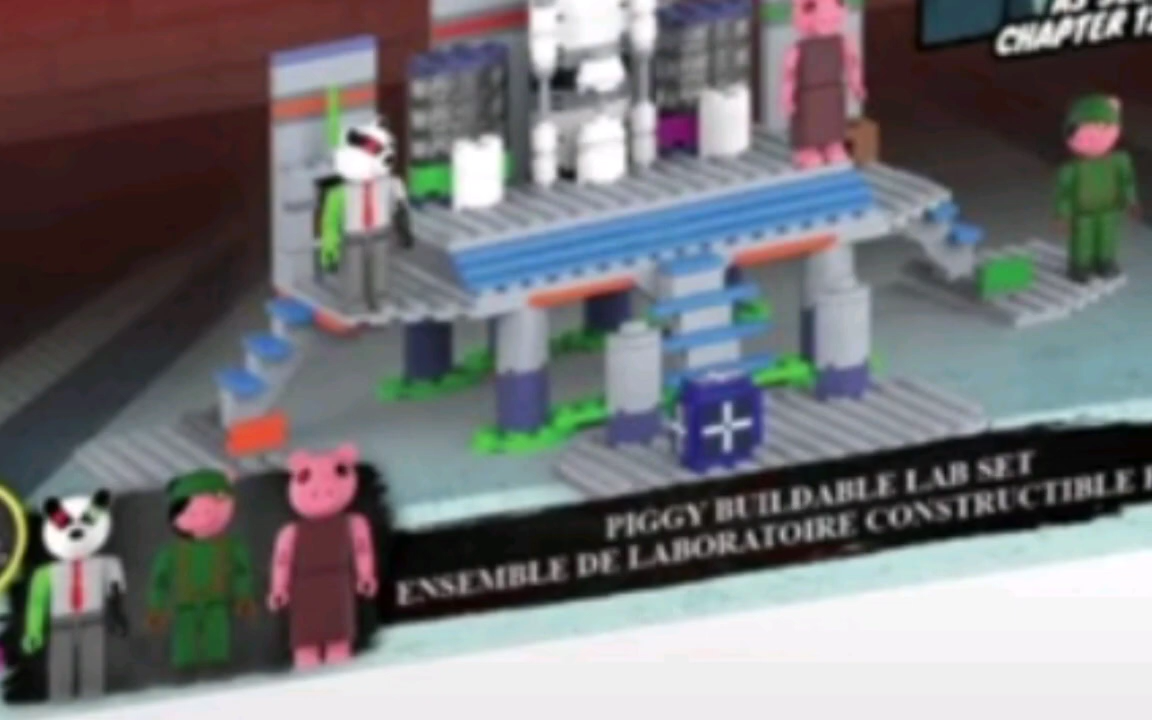 CHAPTER
PIGGY BUILDABLE LAB SET
ENSEMBLE DE LABORATOIRE CONSTRUCTIBLE